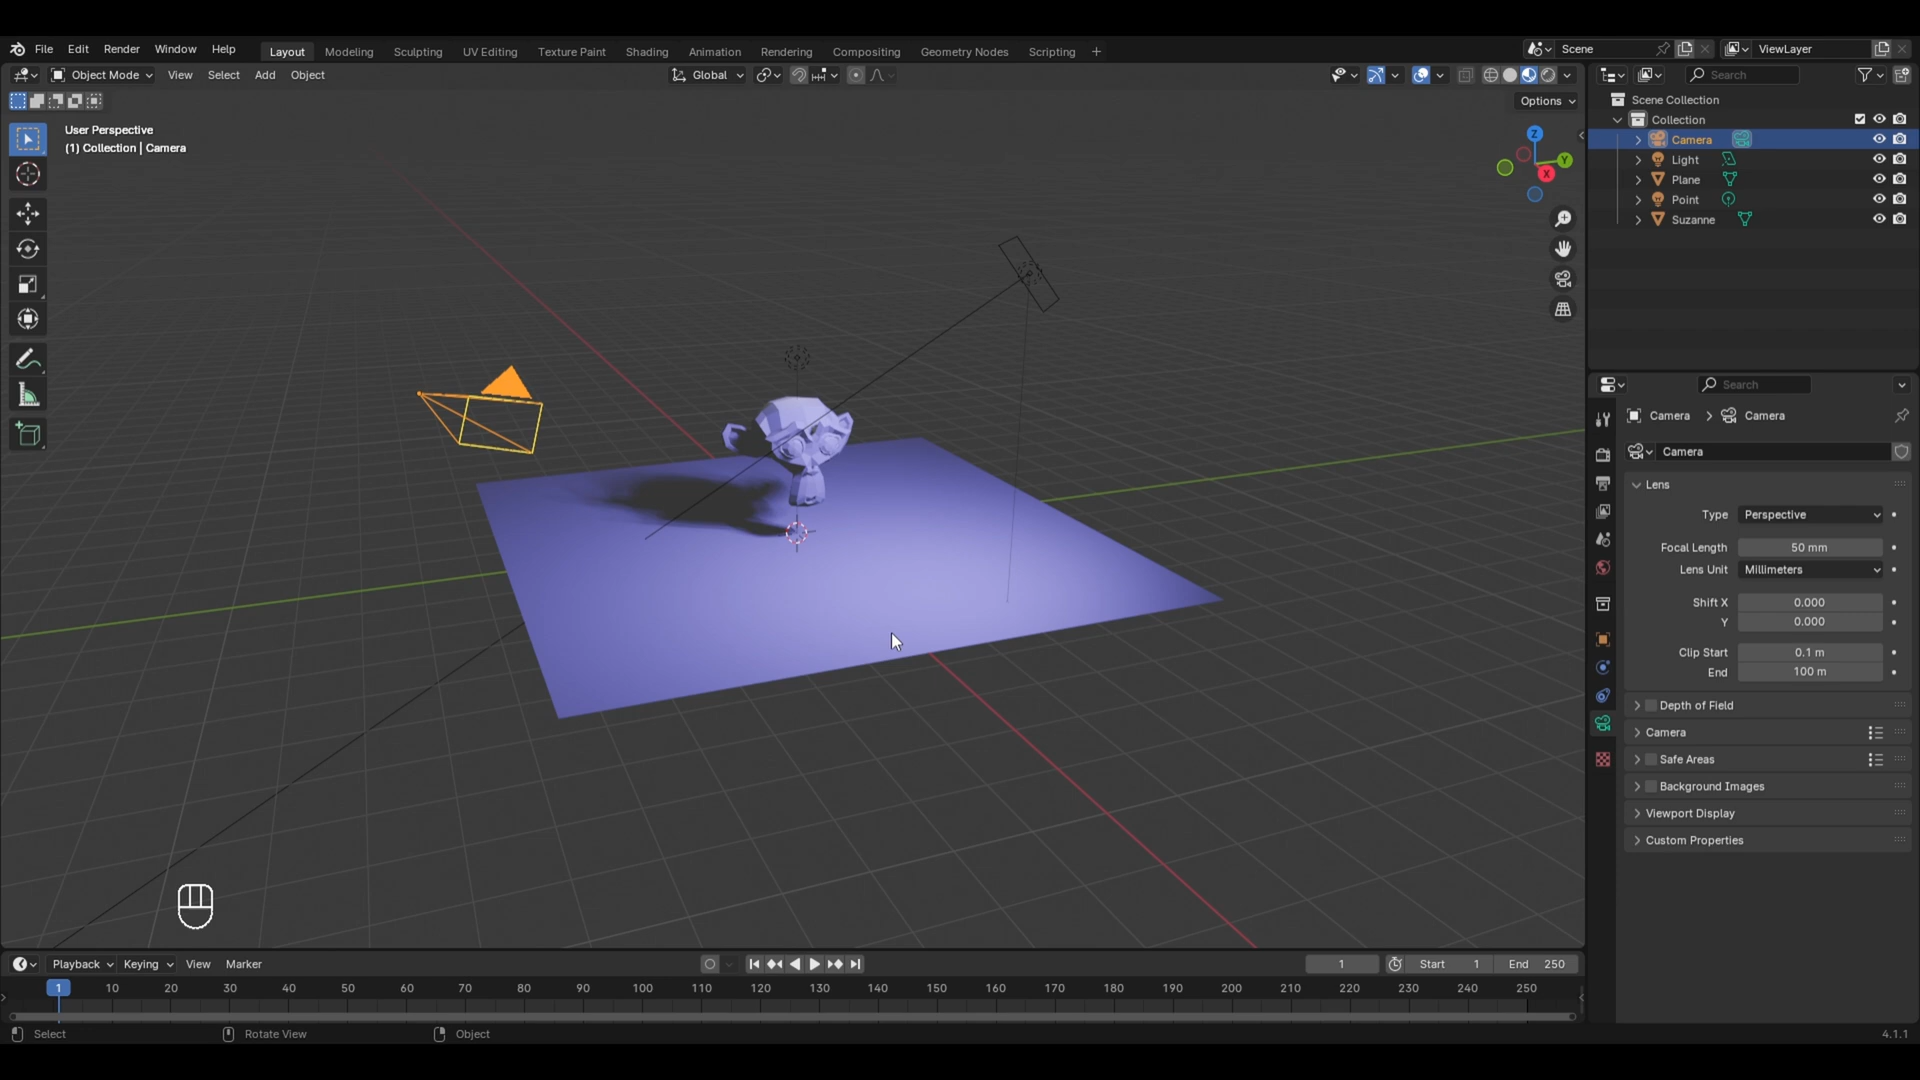 File Edit Render Window Help Layout Modeling Sculpting UV Editing Texture Paint Shading Animation Rendering Compositing Geometry Nodes Scripting + Scene ViewLayer
Object Mode View Select Add Object Global Search
Options
User Perspective
(1) Collection | Camera
Z
Y
X
Scene Collection
Collection
Camera
Light
Plane
Point
Suzanne
Search
Camera > Camera
Camera
Lens
Type Perspective
Focal Length 50 mm
Lens Unit Millimeters
Shift X 0.000
Y 0.000
Clip Start 0.1 m
End 100 m
Depth of Field
Camera
Safe Areas
Background Images
Viewport Display
Custom Properties
Playback Keying View Marker 1 Start 1 End 250
1 10 20 30 40 50 60 70 80 90 100 110 120 130 140 150 160 170 180 190 200 210 220 230 240 250
Select Rotate View Object 4.1.1